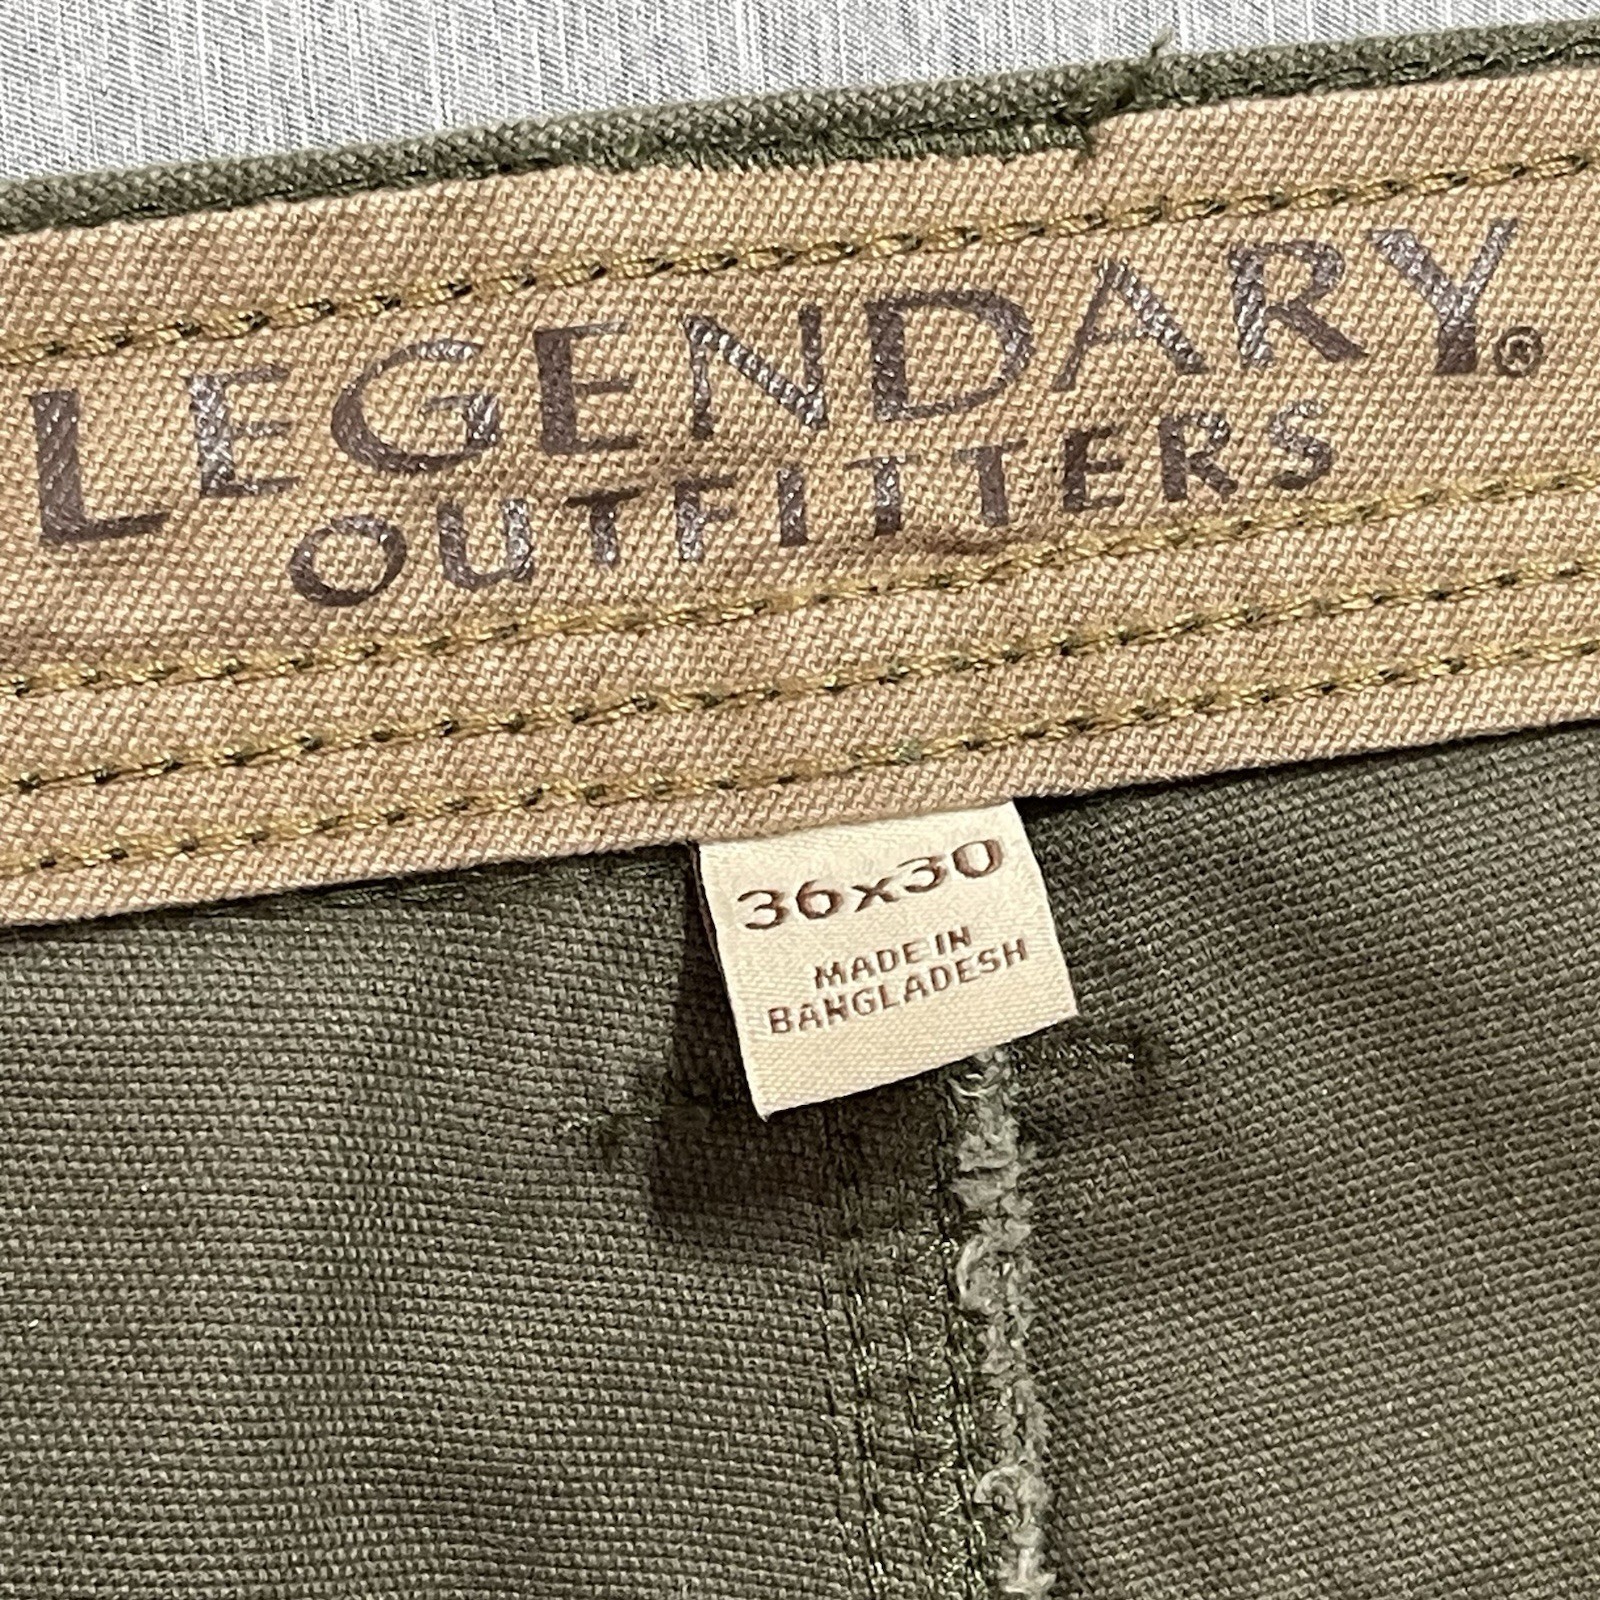 LEGENDARY®
OUTFITTERS
36x30
MADE IN
BANGLADESH